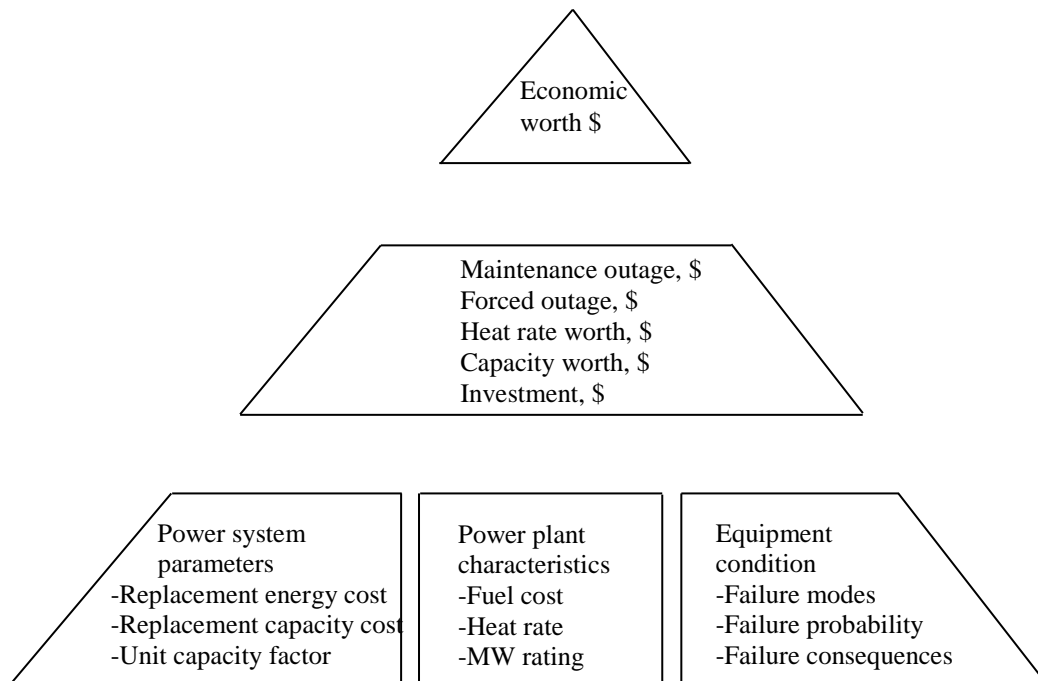 Economic
worth $
Maintenance outage, $
Forced outage, $
Heat rate worth, $
Capacity worth, $
Investment, $
Power system
parameters
-Replacement energy cost
-Replacement capacity cost
-Unit capacity factor
Power plant
characteristics
-Fuel cost
-Heat rate
-MW rating
Equipment
condition
-Failure modes
-Failure probability
-Failure consequences